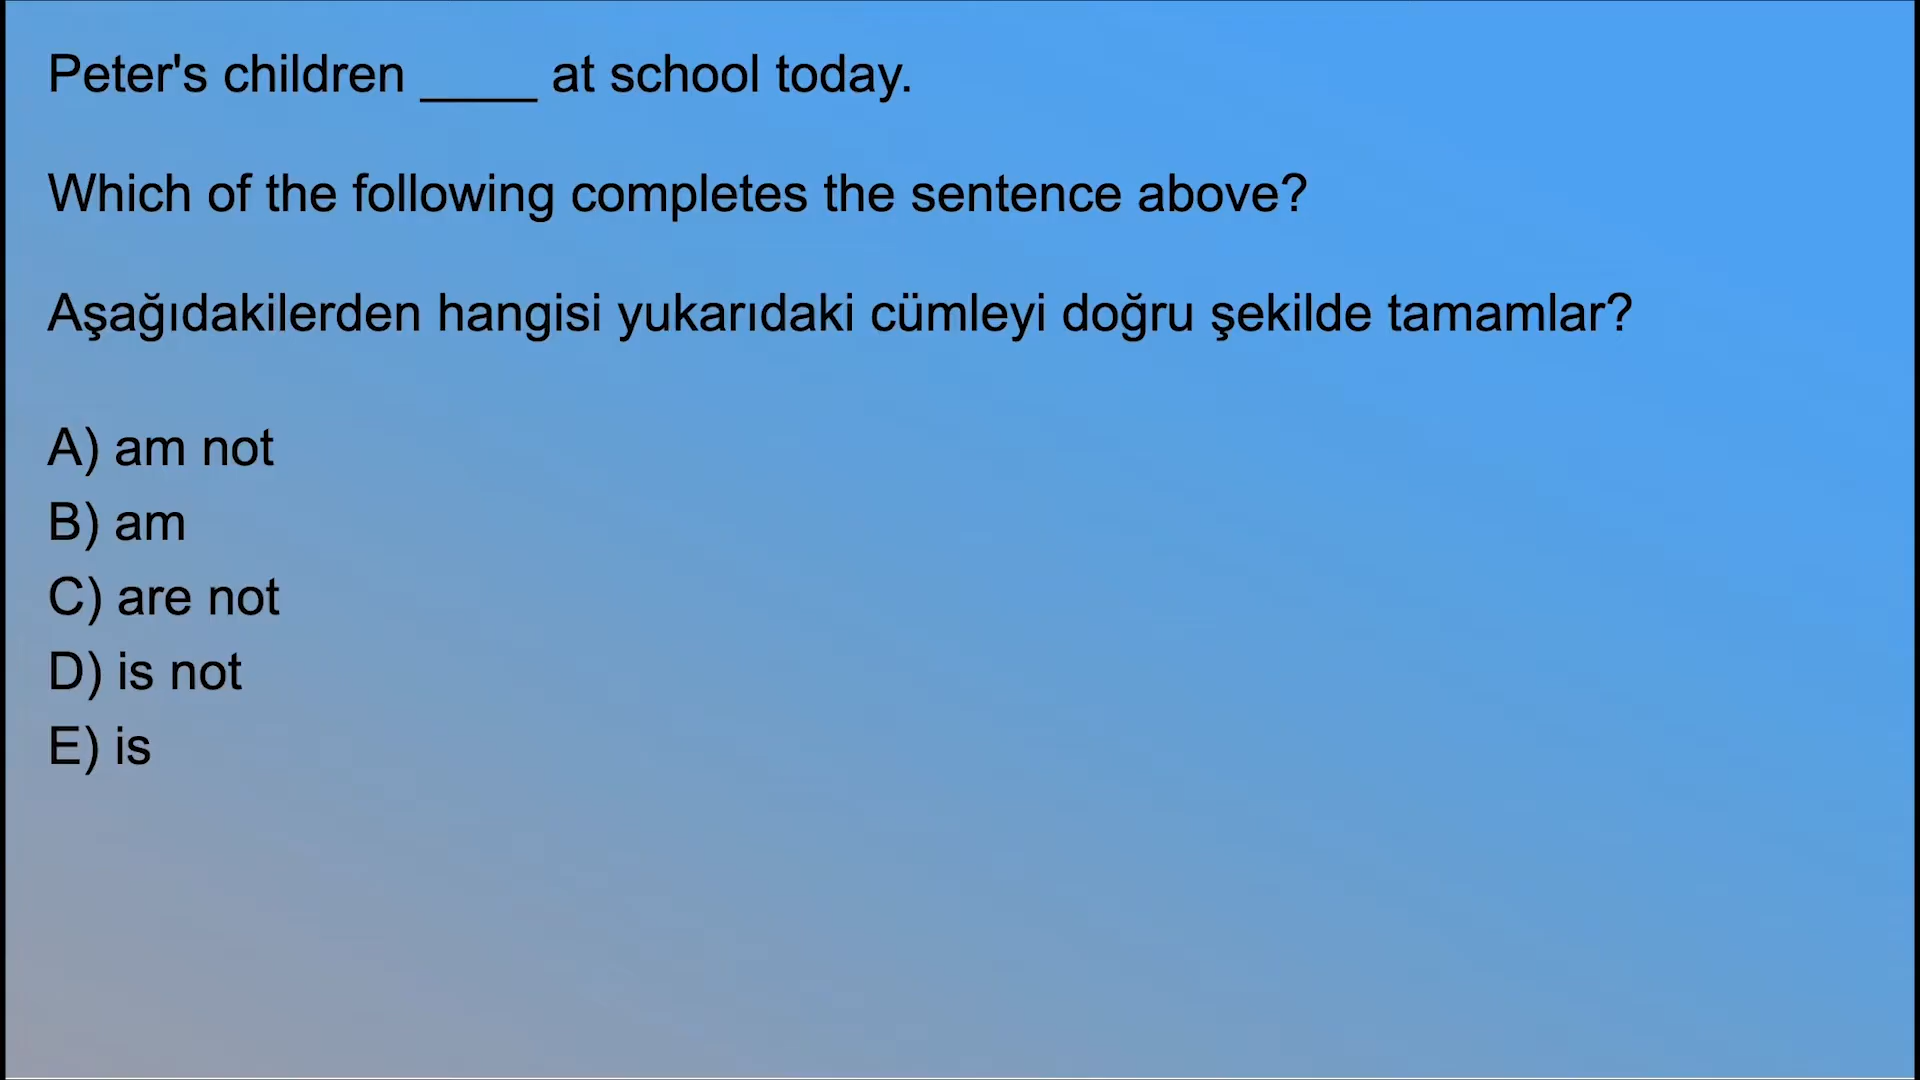 Peter's children ____ at school today.
Which of the following completes the sentence above?
Aşağıdakilerden hangisi yukarıdaki cümleyi doğru şekilde tamamlar?
A) am not
B) am
C) are not
D) is not
E) is